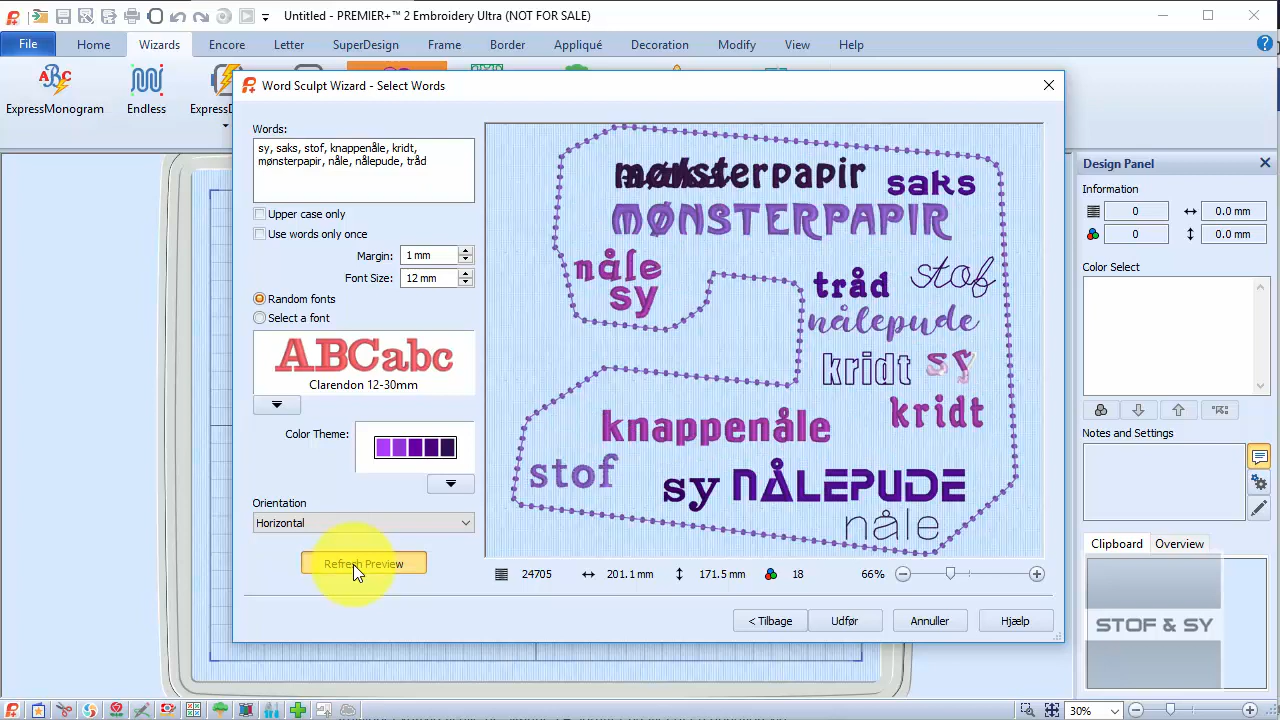 Untitled - PREMIER+™ 2 Embroidery Ultra (NOT FOR SALE)
File Home Wizards Encore Letter SuperDesign Frame Border Appliqué Decoration Modify View Help
ABC
ExpressMonogram Endless
Word Sculpt Wizard - Select Words
Words:
sy, saks, stof, knappenåle, kridt,
mønsterpapir, nåle, nålepude, tråd
Upper case only
Use words only once
Margin: 1 mm
Font Size: 12 mm
Random fonts
Select a font
ABCabc
Clarendon 12-30mm
Color Theme:
Orientation
Horizontal
Refresh Preview
mønsterpapir
saks
MØNSTERPAPIR
nåle
sy
tråd
stof
nålepude
kridt
sy
kridt
knappenåle
stof
sy
NÅLEPUDE
nåle
24705 201.1 mm 171.5 mm 18 66%
< Tilbage Udfør Annuller Hjælp
Design Panel
Information
0 0.0 mm
0 0.0 mm
Color Select
Notes and Settings
Clipboard Overview
STOF & SY
30%